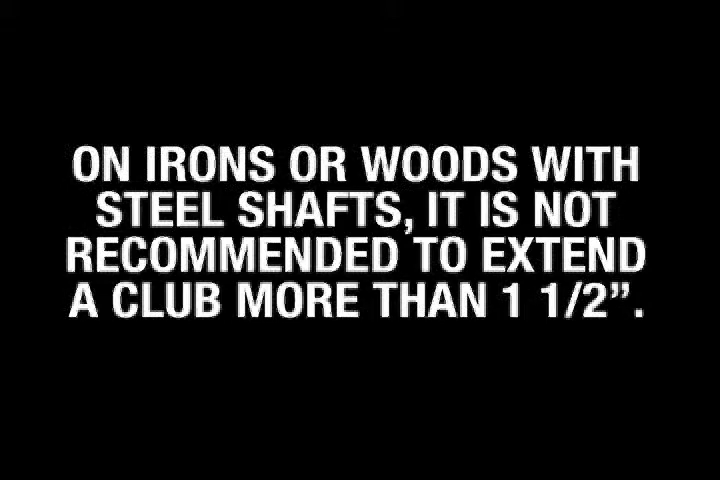 ON IRONS OR WOODS WITH
STEEL SHAFTS, IT IS NOT
RECOMMENDED TO EXTEND
A CLUB MORE THAN 1 1/2”.